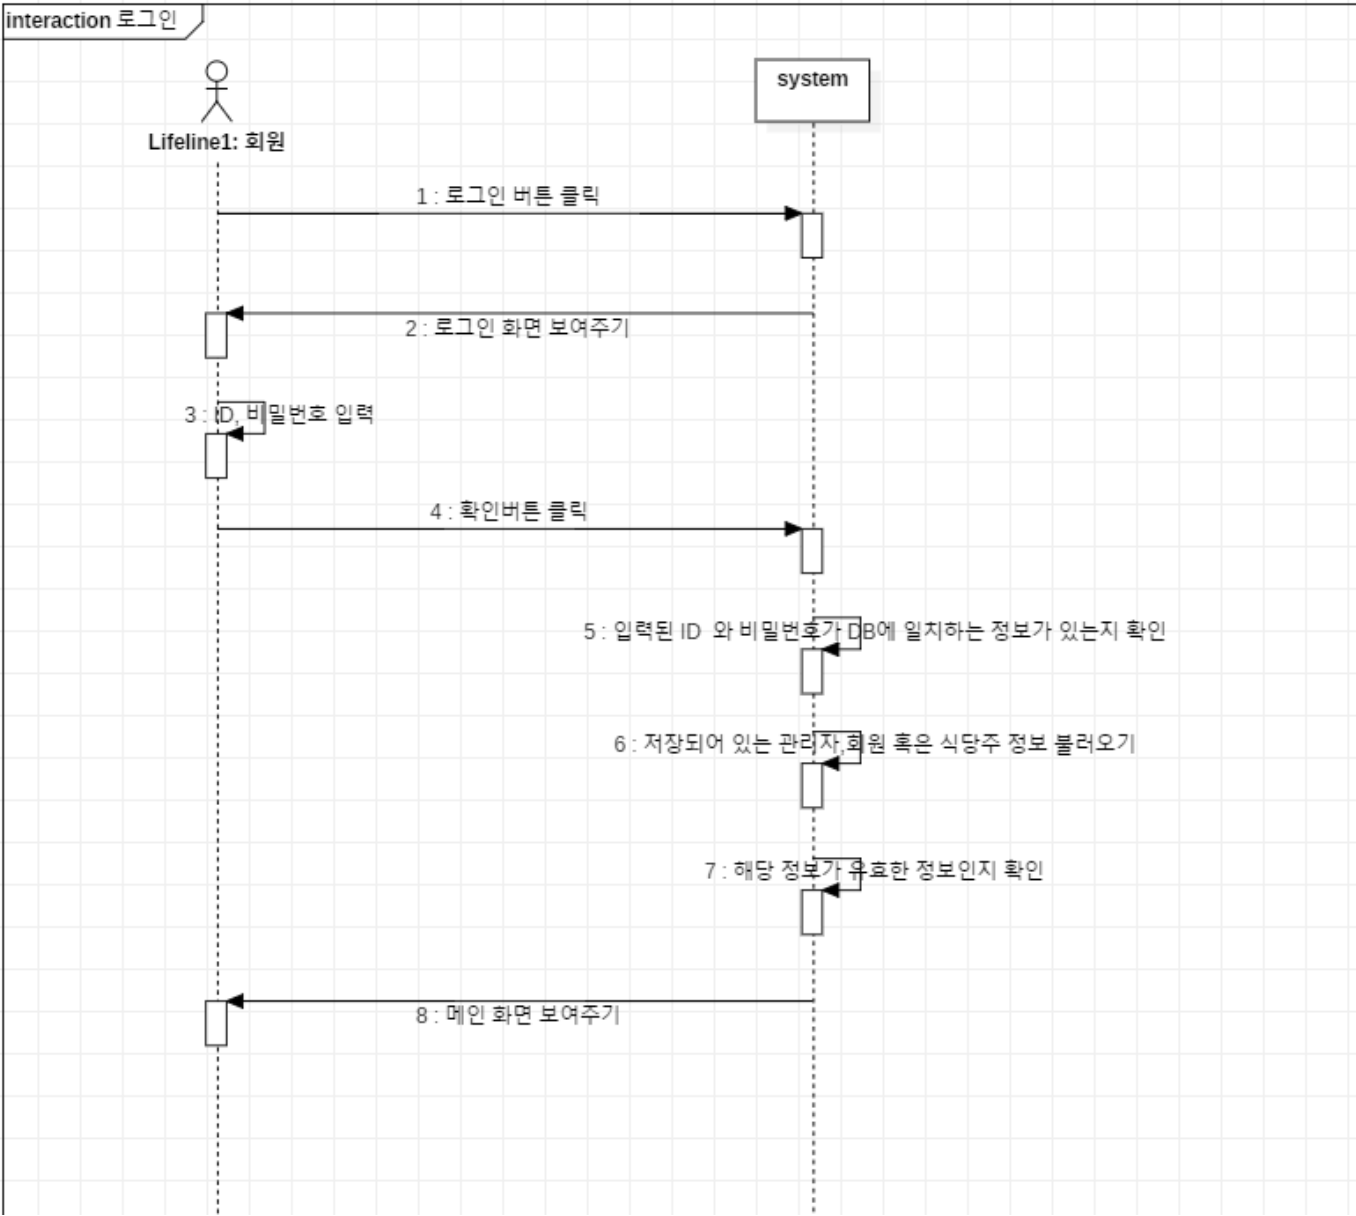 interaction 로그인
system
Lifeline1: 회원
1 : 로그인 버튼 클릭
2 : 로그인 화면 보여주기
3 : ID, 비밀번호 입력
4 : 확인버튼 클릭
5 : 입력된 ID 와 비밀번호가 DB에 일치하는 정보가 있는지 확인
6 : 저장되어 있는 관리자,회원 혹은 식당주 정보 불러오기
7 : 해당 정보가 유효한 정보인지 확인
8 : 메인 화면 보여주기